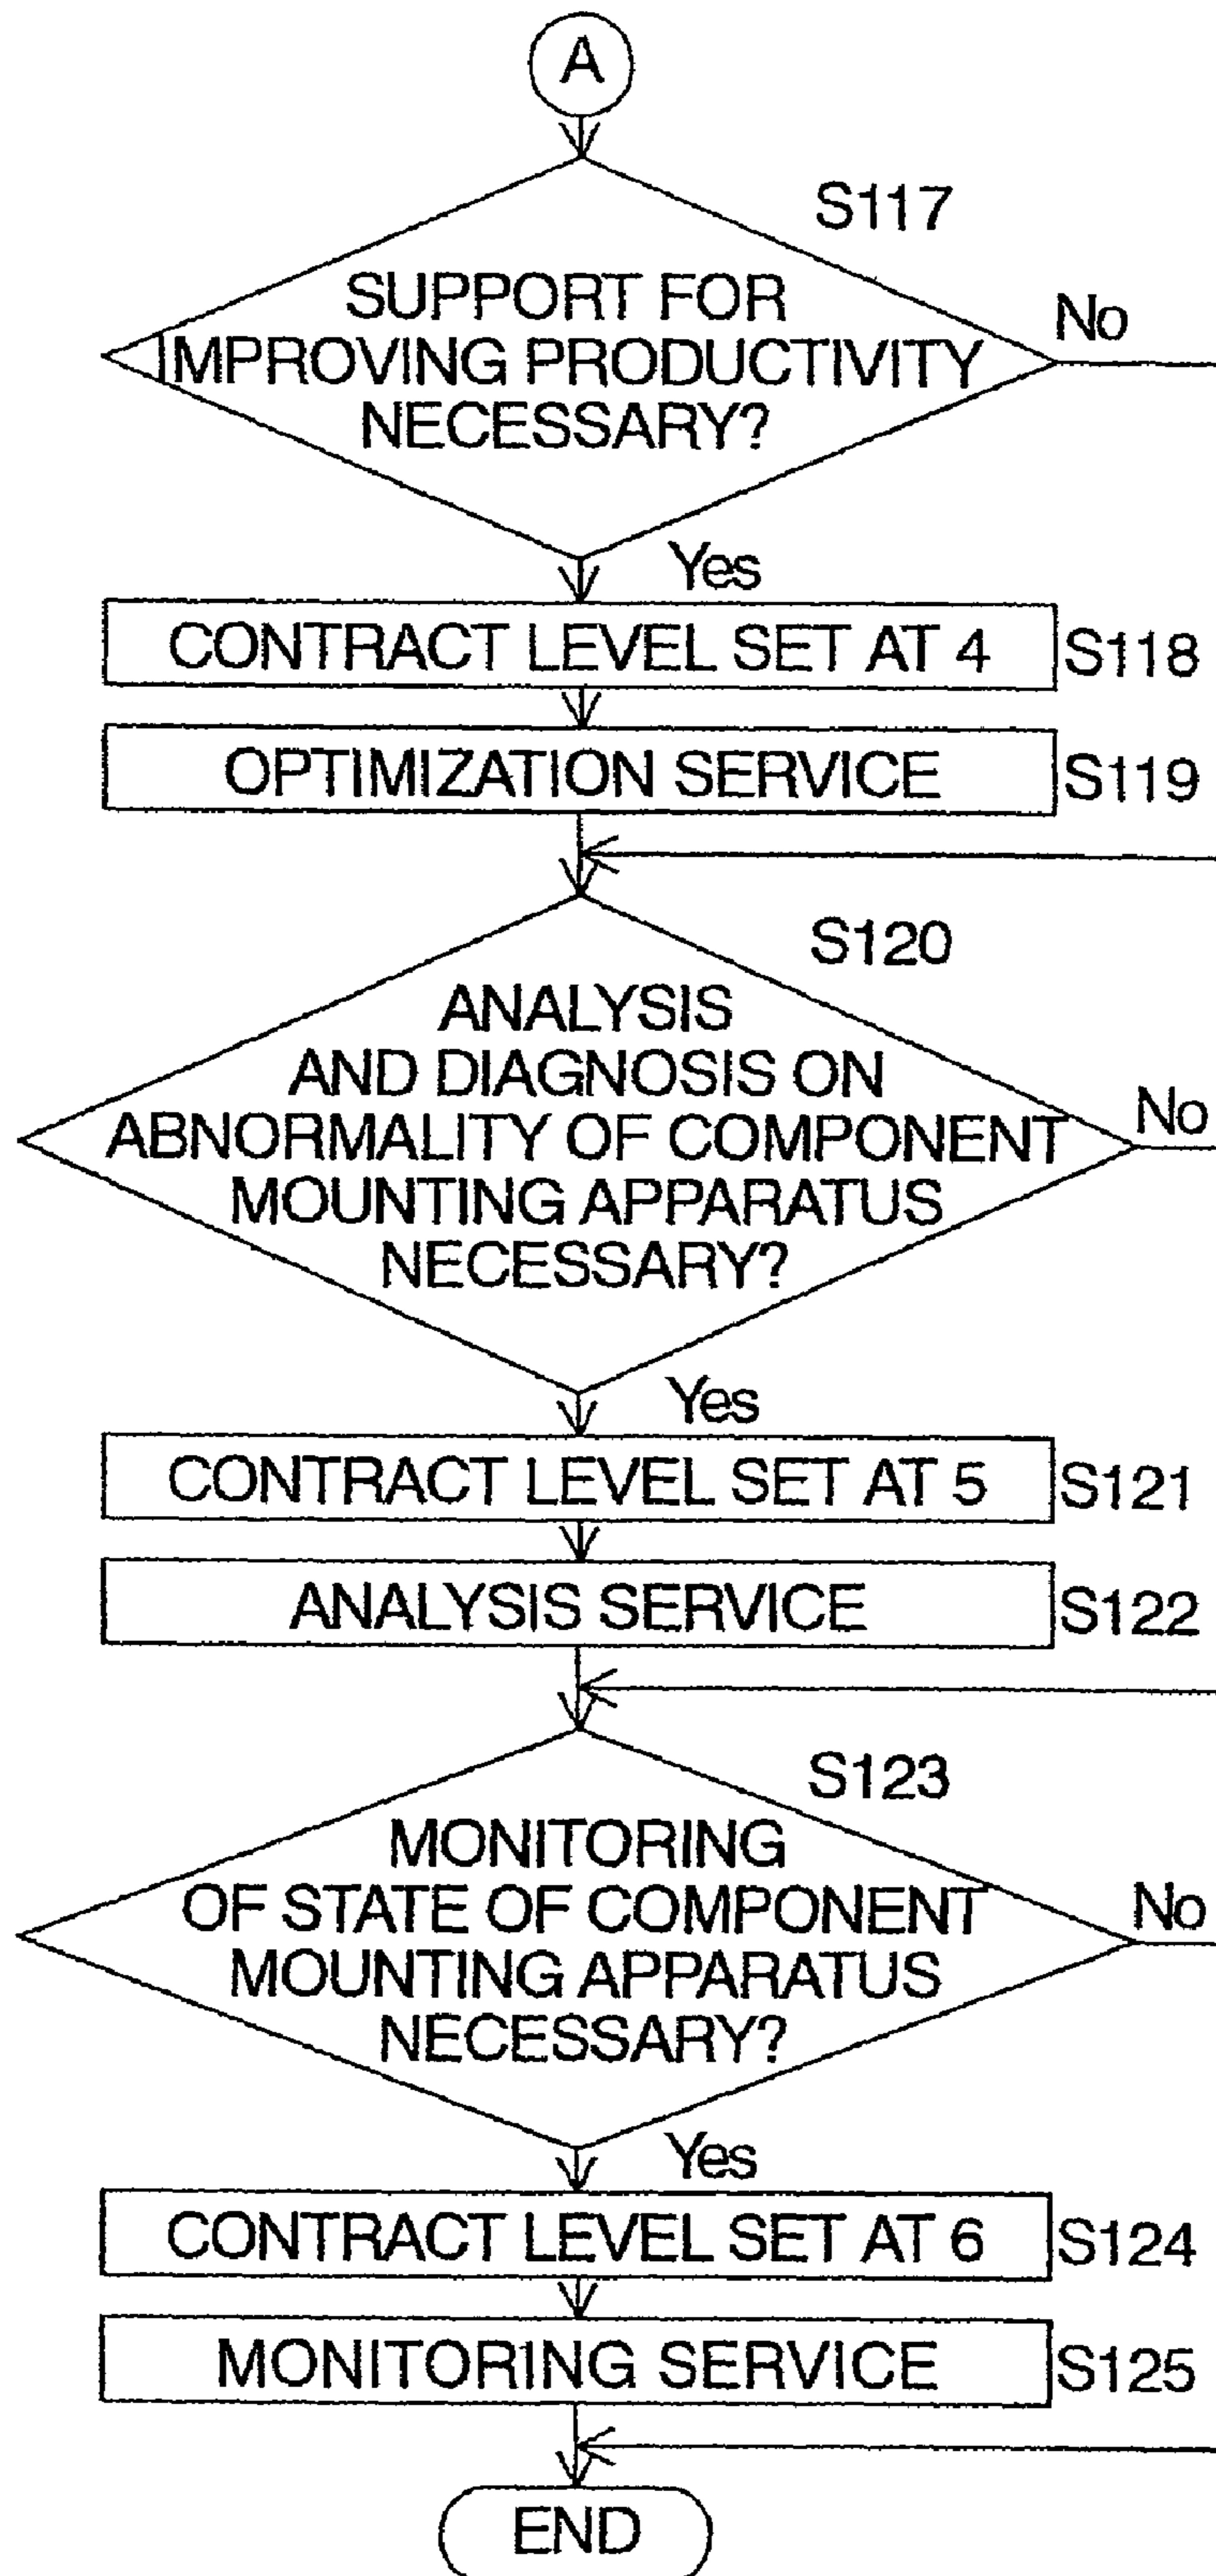 A
S117
SUPPORT FOR
IMPROVING PRODUCTIVITY
NECESSARY?
No
Yes
CONTRACT LEVEL SET AT 4
S118
OPTIMIZATION SERVICE
S119
S120
ANALYSIS
AND DIAGNOSIS ON
ABNORMALITY OF COMPONENT
MOUNTING APPARATUS
NECESSARY?
No
Yes
CONTRACT LEVEL SET AT 5
S121
ANALYSIS SERVICE
S122
S123
MONITORING
OF STATE OF COMPONENT
MOUNTING APPARATUS
NECESSARY?
No
Yes
CONTRACT LEVEL SET AT 6
S124
MONITORING SERVICE
S125
END